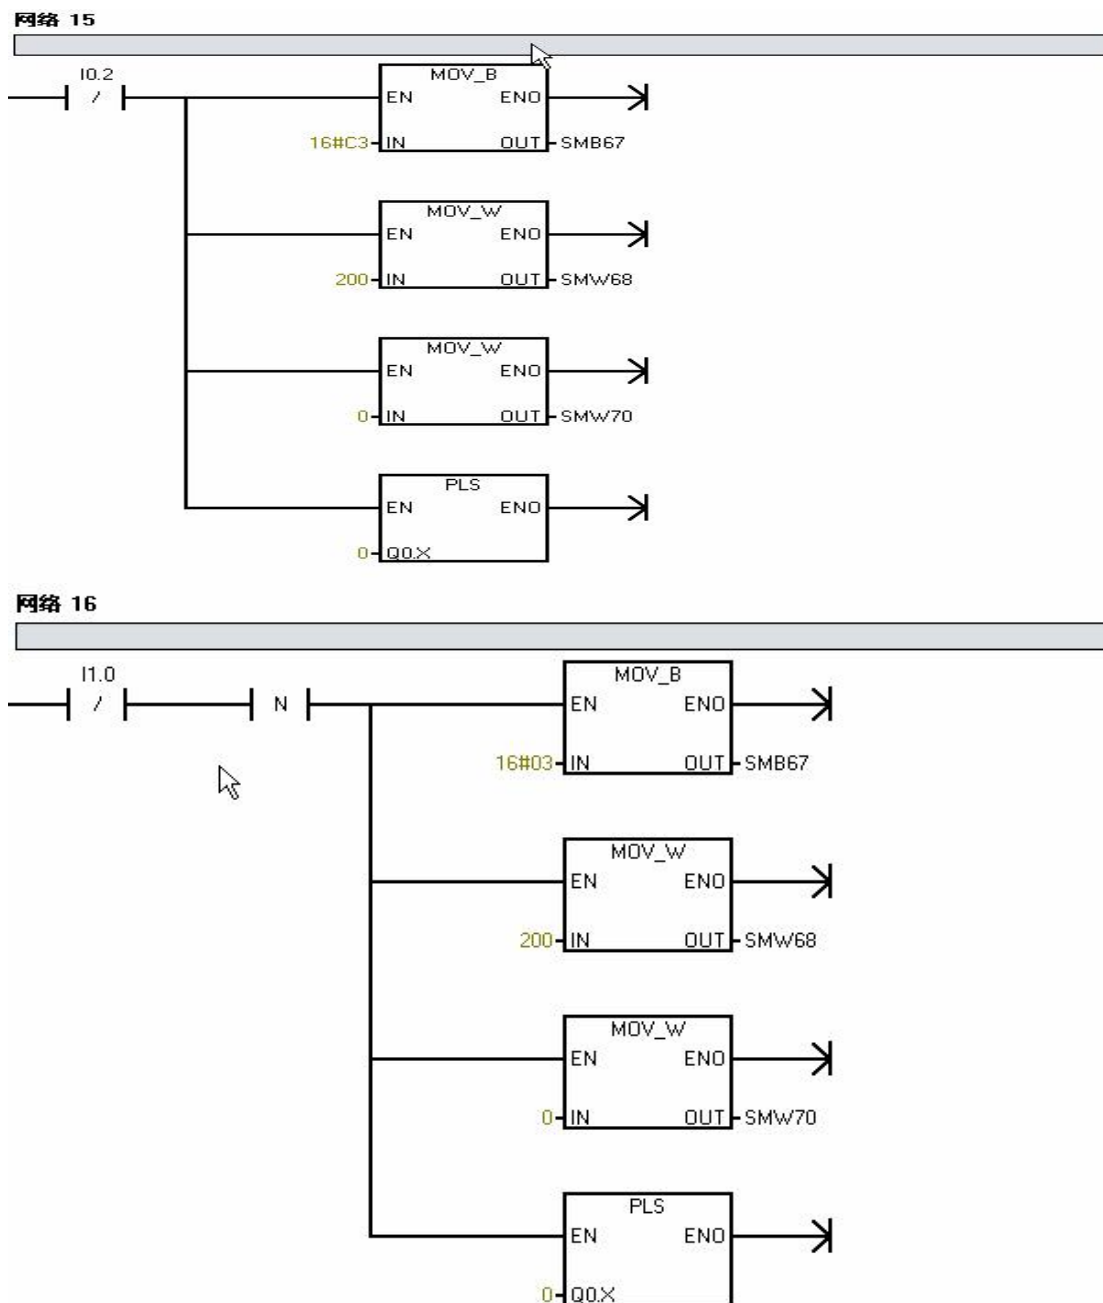 网络 15
I0.2
/
MOV_B
EN ENO
16#C3 IN OUT SMB67
MOV_W
EN ENO
200 IN OUT SMW68
MOV_W
EN ENO
0 IN OUT SMW70
PLS
EN ENO
0 Q0.X
网络 16
I1.0
/ N
MOV_B
EN ENO
16#03 IN OUT SMB67
MOV_W
EN ENO
200 IN OUT SMW68
MOV_W
EN ENO
0 IN OUT SMW70
PLS
EN ENO
0 Q0.X